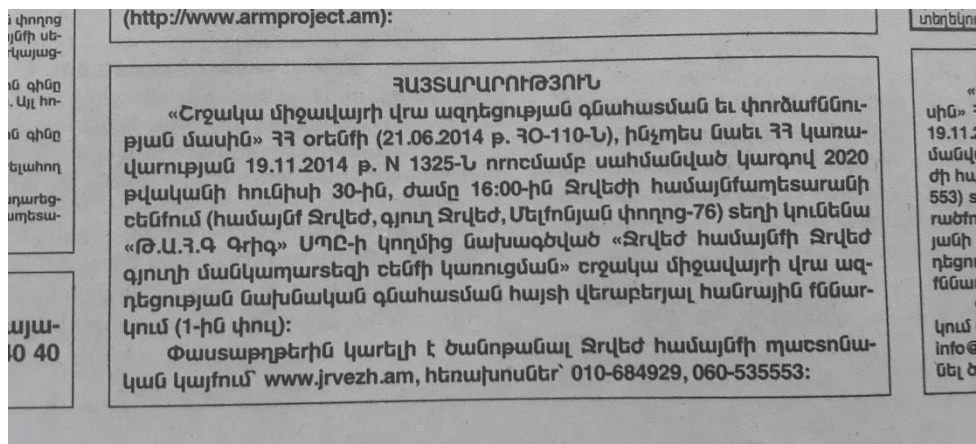 (http://www.armproject.am):
ՀԱՅՏԱՐԱՐՈՒԹՅՈՒՆ
«Շրջակա միջավայրի վրա ազդեցության գնահատման եւ փորձաքննու-
թյան մասին» ՀՀ օրենքի (21.06.2014 թ. ՀՕ-110-Ն), ինչպես նաեւ ՀՀ կառա-
վարության 19.11.2014 թ. N 1325-Ն որոշմամբ սահմանված կարգով 2020
թվականի հունիսի 30-ին, ժամը 16:00-ին Ջրվեժի համայնքապետարանի
շենքում (համայնք Ջրվեժ, գյուղ Ջրվեժ, Մելքոնյան փողոց-76) տեղի կունենա
«Թ.Ա.Հ.Գ Գրիգ» ՍՊԸ-ի կողմից նախագծված «Ջրվեժ համայնքի Ջրվեժ
գյուղի մանկապարտեզի շենքի կառուցման» շրջակա միջավայրի վրա ազ-
դեցության նախնական գնահատման հայտի վերաբերյալ հանրային քննար-
կում (1-ին փուլ):
Փաստաթղթերին կարելի է ծանոթանալ Ջրվեժ համայնքի պաշտոնա-
կան կայքում՝ www.jrvezh.am, հեռախոսներ՝ 010-684929, 060-535553: